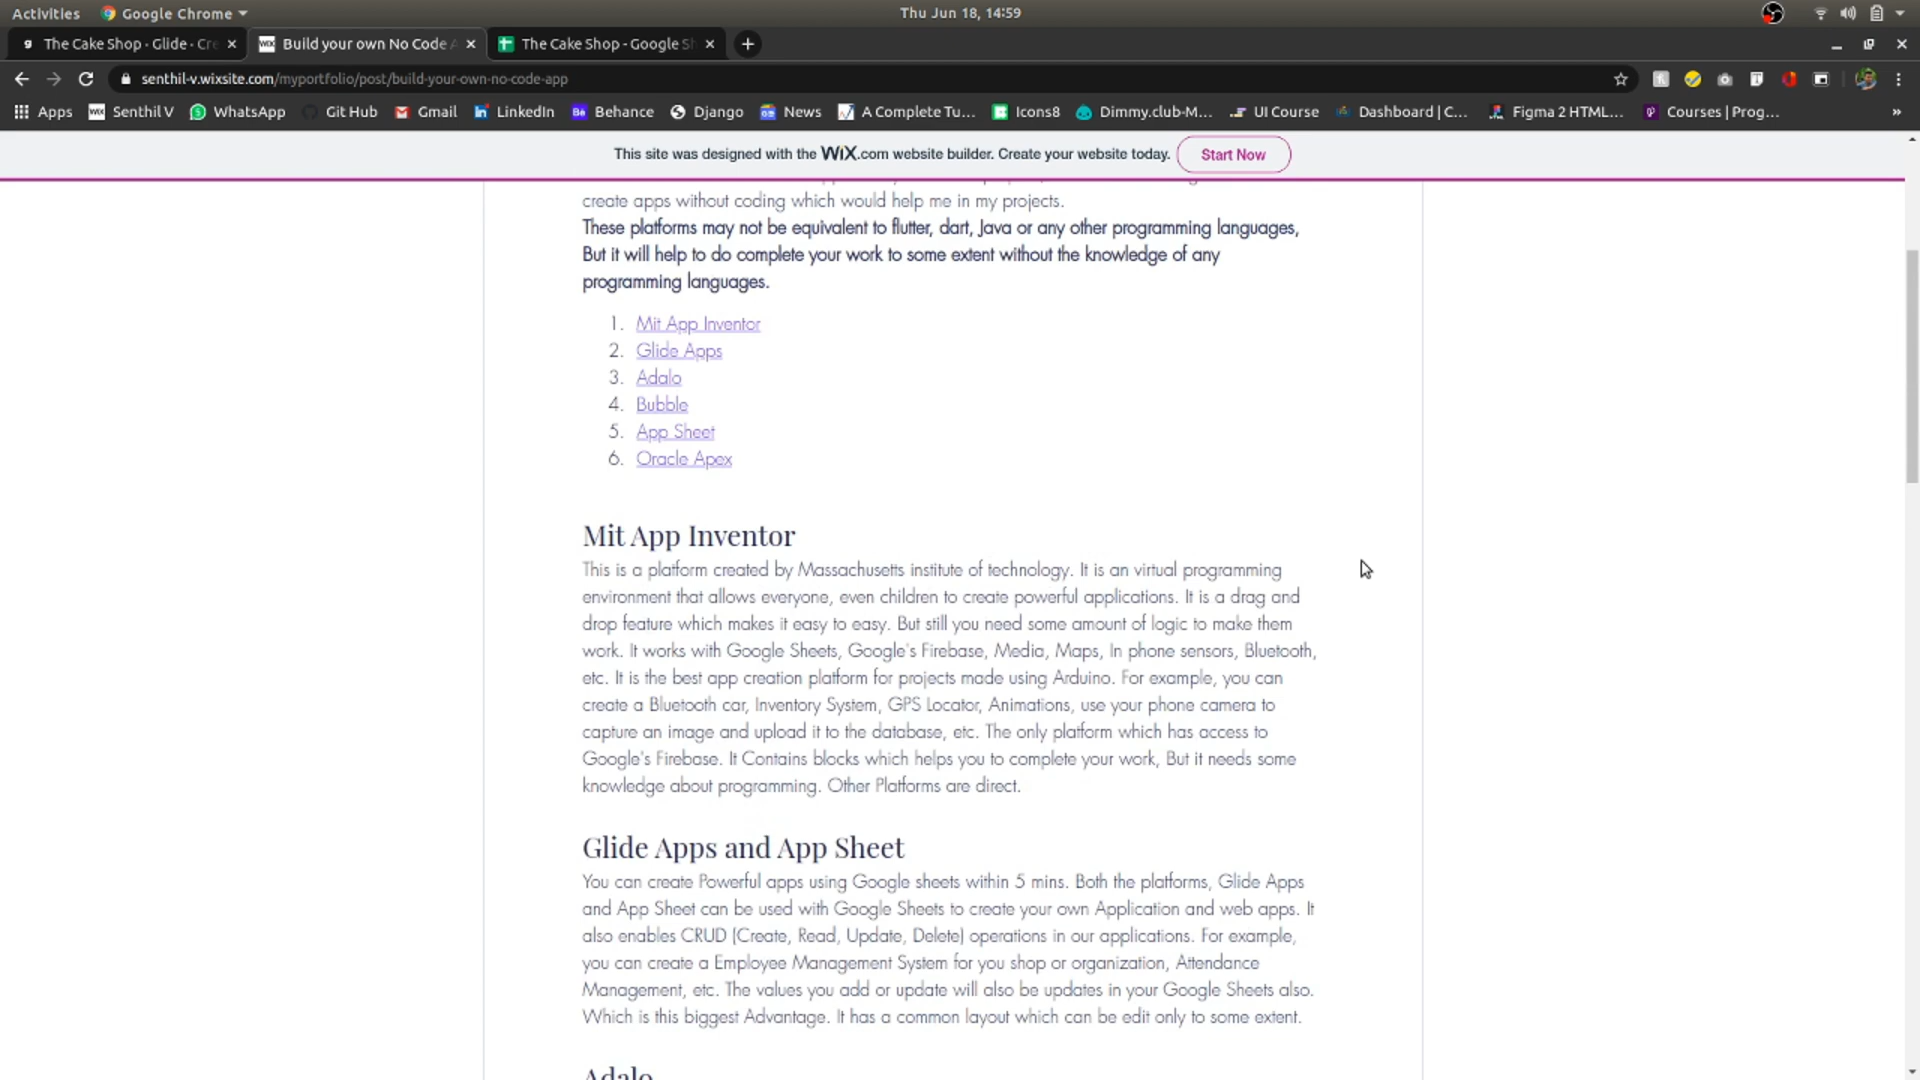 Activities
Google Chrome
Thu Jun 18, 14:59
The Cake Shop · Glide · Cre
Build your own No Code A
The Cake Shop - Google Sh
senthil-v.wixsite.com/myportfolio/post/build-your-own-no-code-app
Apps
Senthil V
WhatsApp
Git Hub
Gmail
LinkedIn
Behance
Django
News
A Complete Tu...
Icons8
Dimmy.club-M...
UI Course
Dashboard | C...
Figma 2 HTML...
Courses | Prog...
»
This site was designed with the WiX.com website builder. Create your website today.
Start Now
create apps without coding which would help me in my projects.
These platforms may not be equivalent to flutter, dart, Java or any other programming languages,
But it will help to do complete your work to some extent without the knowledge of any
programming languages.
1. Mit App Inventor
2. Glide Apps
3. Adalo
4. Bubble
5. App Sheet
6. Oracle Apex
Mit App Inventor
This is a platform created by Massachusetts institute of technology. It is an virtual programming
environment that allows everyone, even children to create powerful applications. It is a drag and
drop feature which makes it easy to easy. But still you need some amount of logic to make them
work. It works with Google Sheets, Google's Firebase, Media, Maps, In phone sensors, Bluetooth,
etc. It is the best app creation platform for projects made using Arduino. For example, you can
create a Bluetooth car, Inventory System, GPS Locator, Animations, use your phone camera to
capture an image and upload it to the database, etc. The only platform which has access to
Google's Firebase. It Contains blocks which helps you to complete your work, But it needs some
knowledge about programming. Other Platforms are direct.
Glide Apps and App Sheet
You can create Powerful apps using Google sheets within 5 mins. Both the platforms, Glide Apps
and App Sheet can be used with Google Sheets to create your own Application and web apps. It
also enables CRUD (Create, Read, Update, Delete) operations in our applications. For example,
you can create a Employee Management System for you shop or organization, Attendance
Management, etc. The values you add or update will also be updates in your Google Sheets also.
Which is this biggest Advantage. It has a common layout which can be edit only to some extent.
Adalo